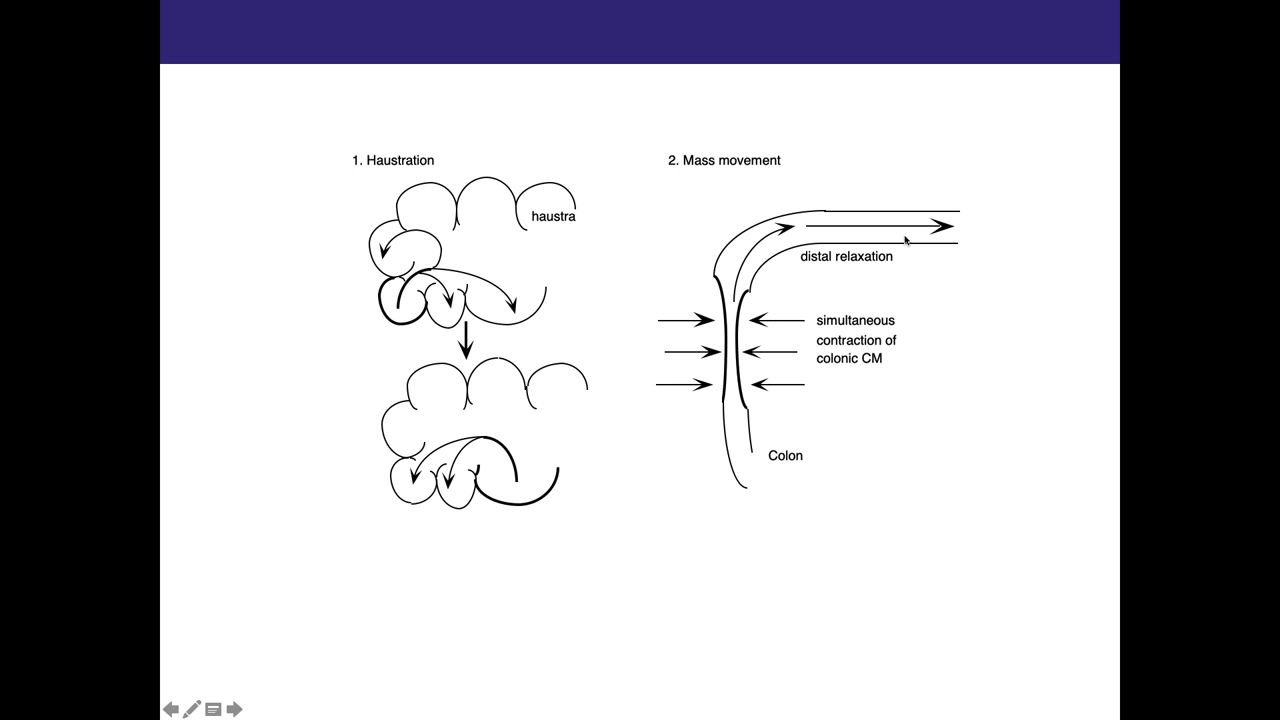 1. Haustration
haustra
2. Mass movement
distal relaxation
simultaneous
contraction of
colonic CM
Colon